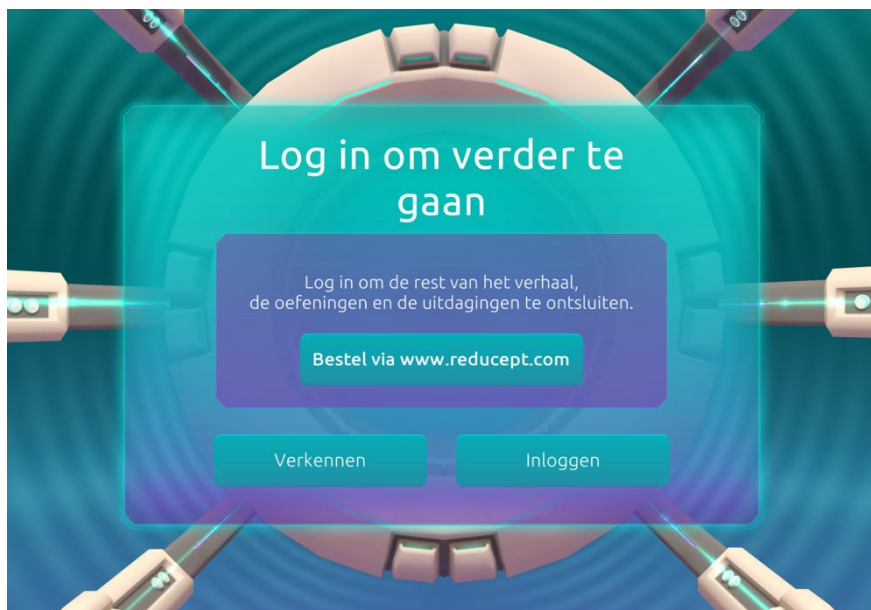 Log in om verder te
gaan
Log in om de rest van het verhaal,
de oefeningen en de uitdagingen te ontsluiten.
Bestel via www.reducept.com
Verkennen
Inloggen